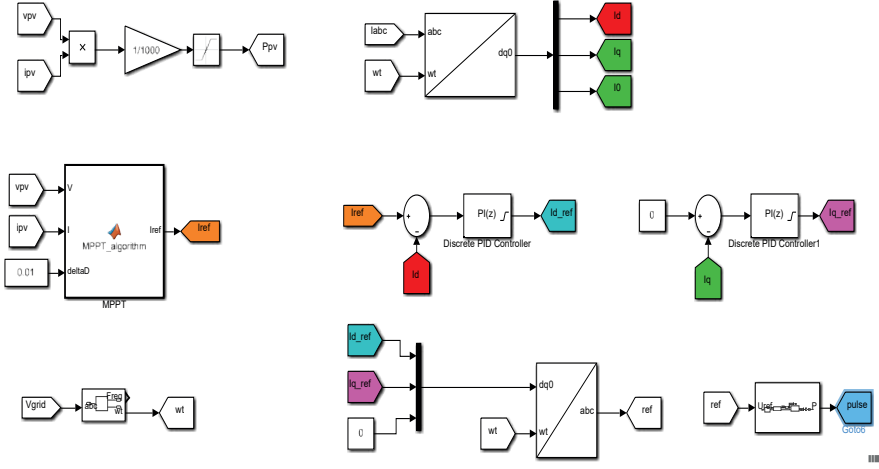 vpv
ipv
×
1/1000
Ppv
Iabc
wt
abc
wt
dq0
Id
Iq
I0
vpv
ipv
0.01
V
I
deltaD
MPPT_algorithm
Iref
MPPT
Iref
Iref
+
−
Id
PI(z)
Discrete PID Controller
Id_ref
0
+
−
Iq
PI(z)
Discrete PID Controller1
Iq_ref
Vgrid
abc
Freq
wt
wt
Id_ref
Iq_ref
0
wt
dq0
wt
abc
ref
ref
Uref
P
pulse
Goto6